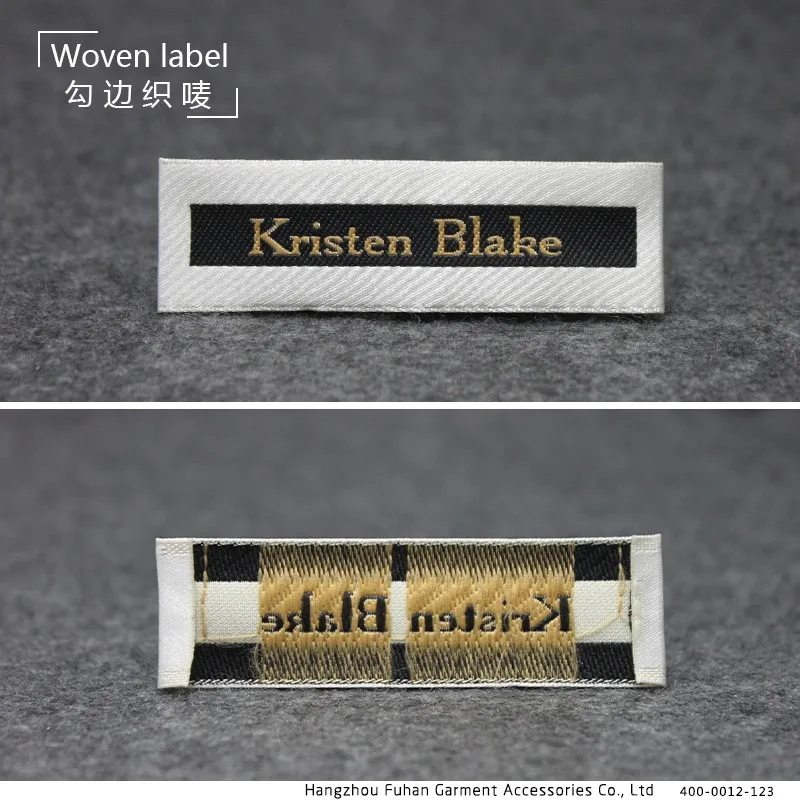 Woven label
勾边织唛
Kristen Blake
Kristen Blake
Hangzhou Fuhan Garment Accessories Co., Ltd 400-0012-123